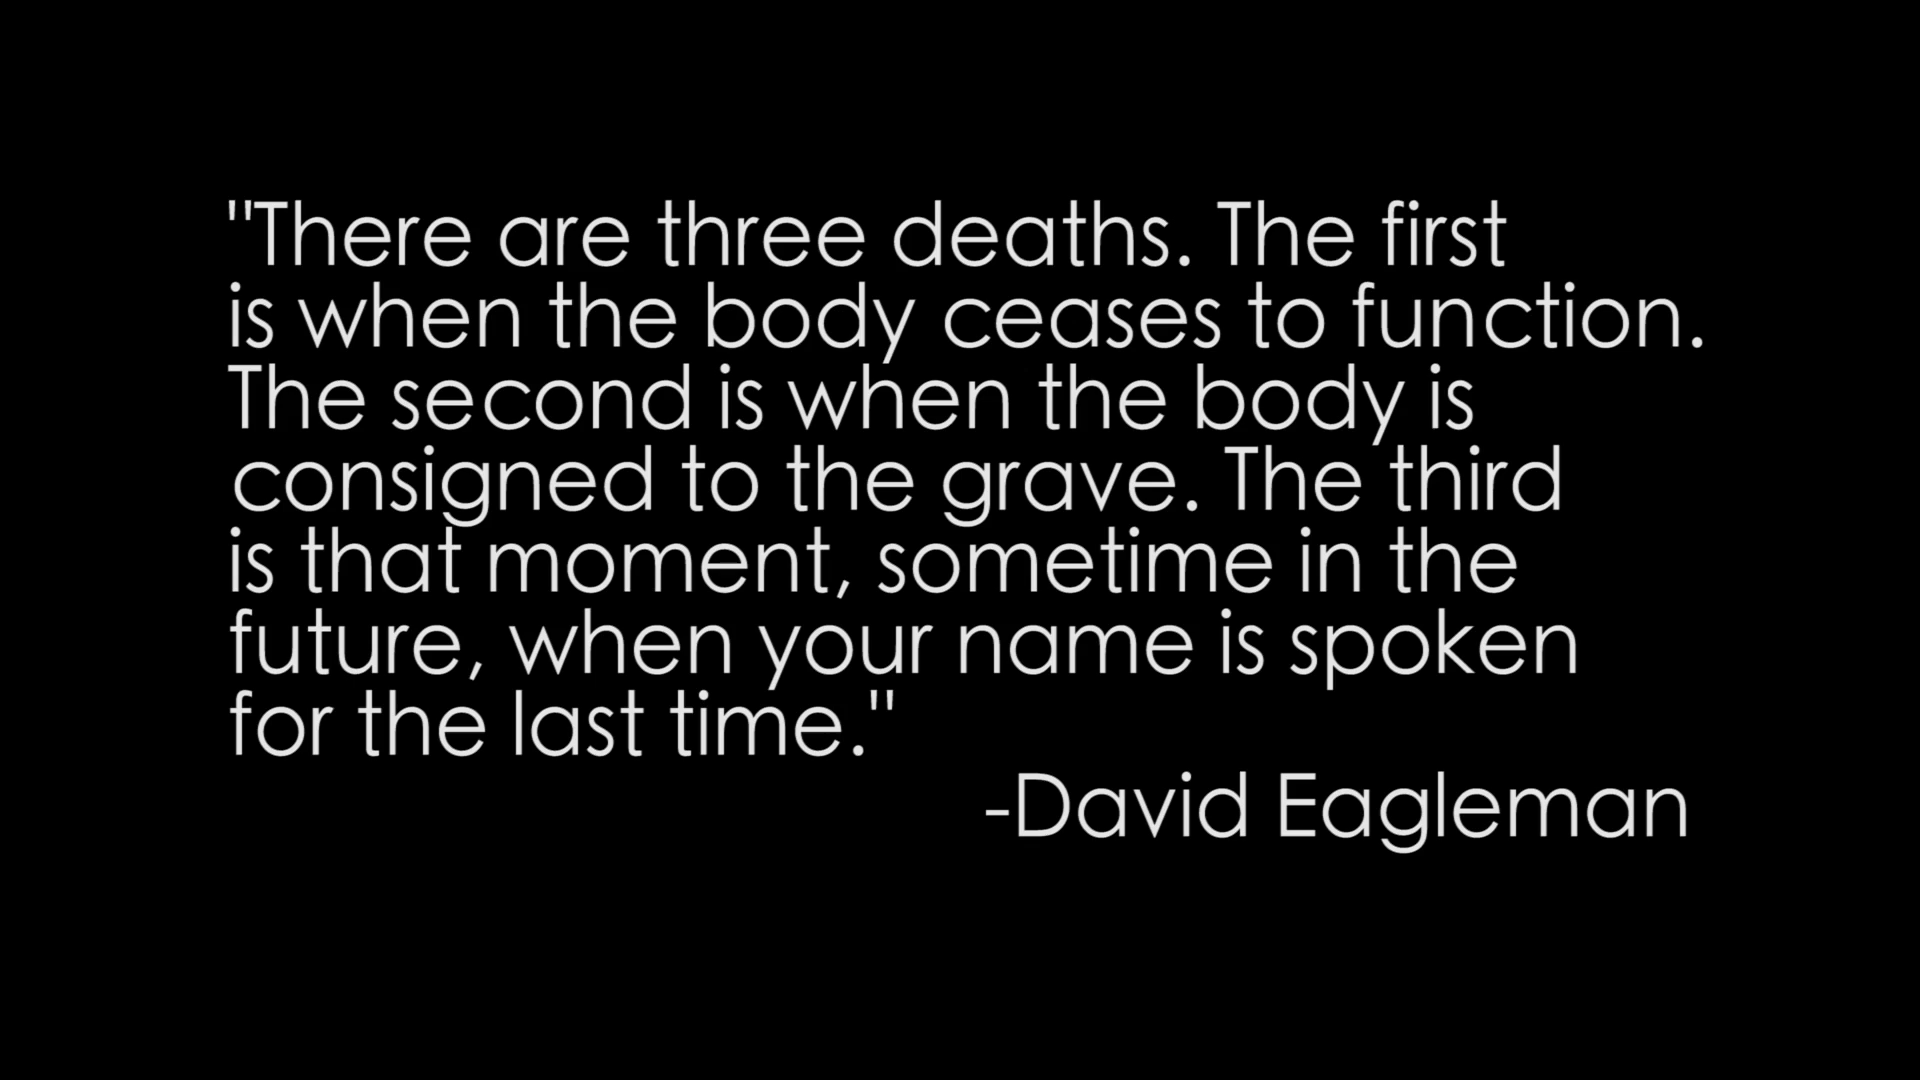 "There are three deaths. The first
is when the body ceases to function.
The second is when the body is
consigned to the grave. The third
is that moment, sometime in the
future, when your name is spoken
for the last time."
-David Eagleman